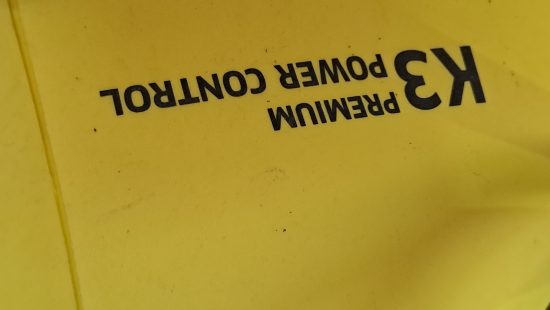 K3 PREMIUM
POWER CONTROL